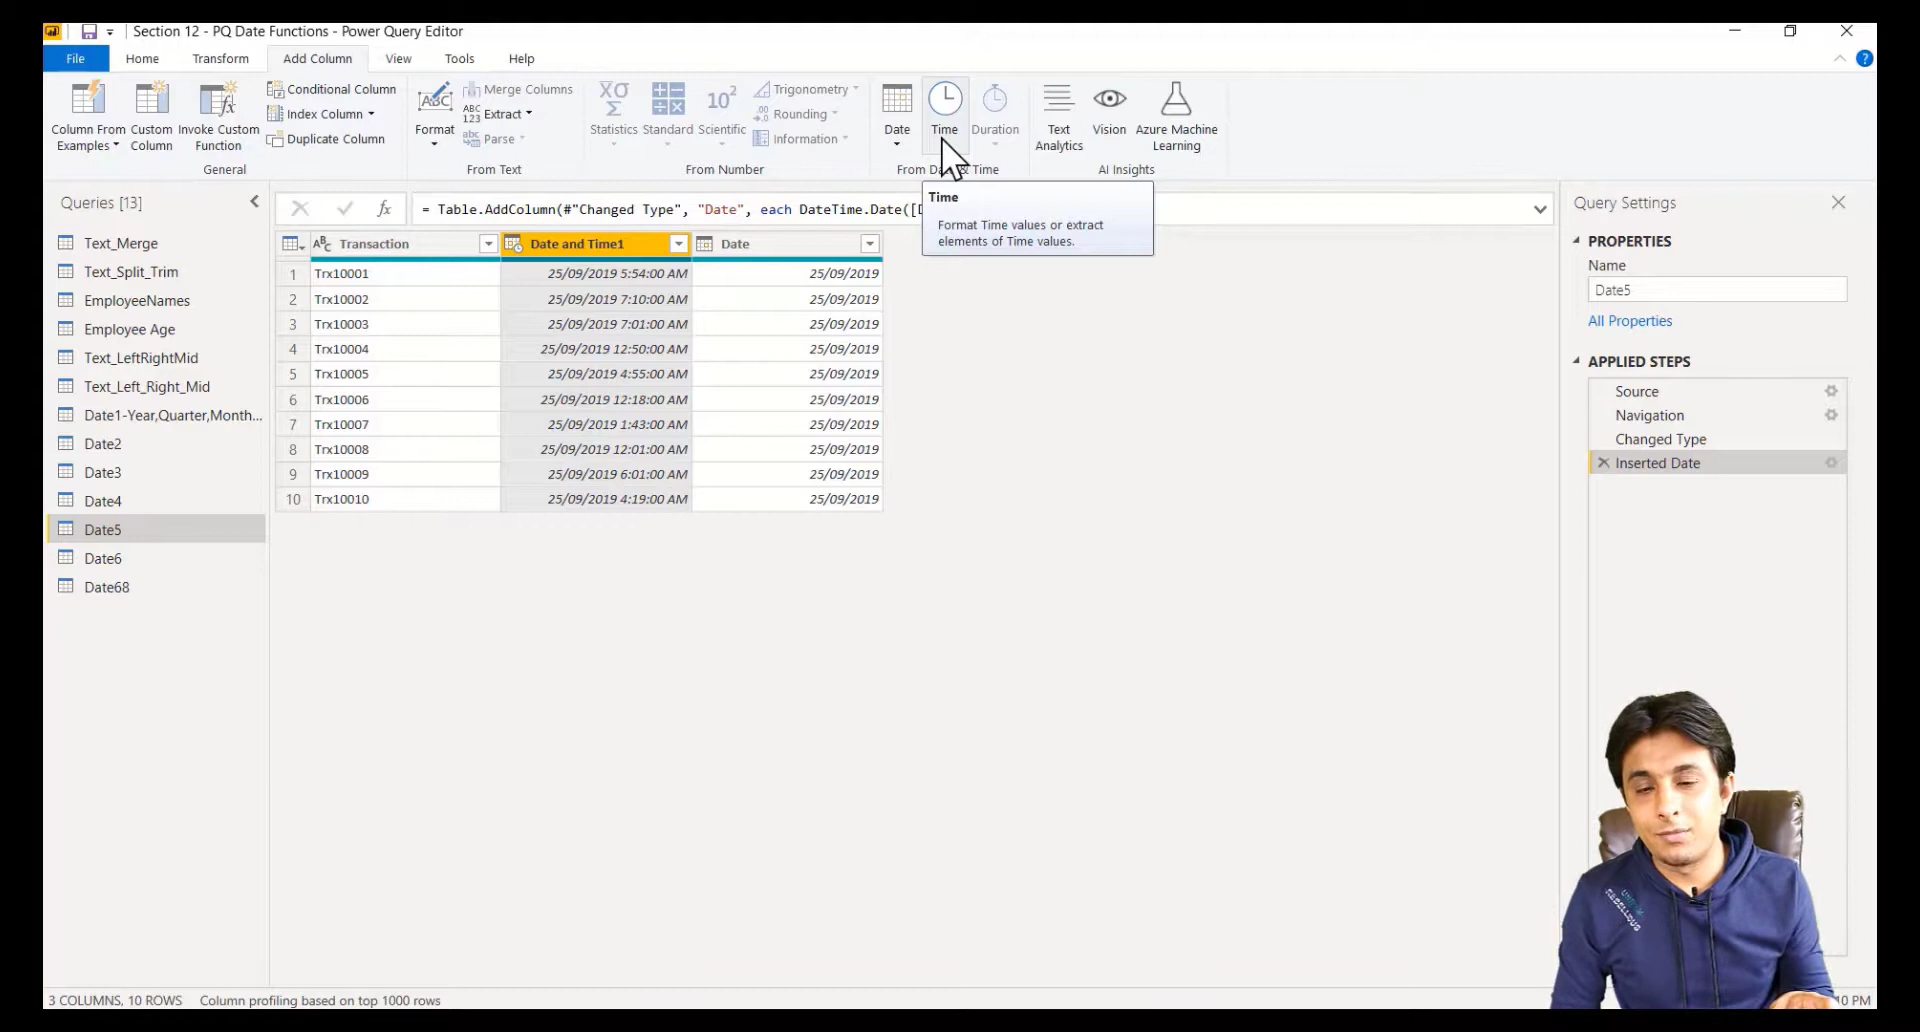 Section 12 - PQ Date Functions - Power Query Editor
File Home Transform Add Column View Tools Help
Column From Examples
Custom Column
Invoke Custom Function
Conditional Column
Index Column
Duplicate Column
General
Format
Merge Columns
Extract
Parse
From Text
Statistics
Standard
Scientific
Trigonometry
Rounding
Information
From Number
Date
Time
Duration
From Date & Time
Text Analytics
Vision
Azure Machine Learning
AI Insights
Time
Format Time values or extract
elements of Time values.
Queries [13]
Text_Merge
Text_Split_Trim
EmployeeNames
Employee Age
Text_LeftRightMid
Text_Left_Right_Mid
Date1-Year,Quarter,Month...
Date2
Date3
Date4
Date5
Date6
Date68
= Table.AddColumn(#"Changed Type", "Date", each DateTime.Date([
Transaction Date and Time1 Date
1 Trx10001 25/09/2019 5:54:00 AM 25/09/2019
2 Trx10002 25/09/2019 7:10:00 AM 25/09/2019
3 Trx10003 25/09/2019 7:01:00 AM 25/09/2019
4 Trx10004 25/09/2019 12:50:00 AM 25/09/2019
5 Trx10005 25/09/2019 4:55:00 AM 25/09/2019
6 Trx10006 25/09/2019 12:18:00 AM 25/09/2019
7 Trx10007 25/09/2019 1:43:00 AM 25/09/2019
8 Trx10008 25/09/2019 12:01:00 AM 25/09/2019
9 Trx10009 25/09/2019 6:01:00 AM 25/09/2019
10 Trx10010 25/09/2019 4:19:00 AM 25/09/2019
Query Settings
PROPERTIES
Name
Date5
All Properties
APPLIED STEPS
Source
Navigation
Changed Type
Inserted Date
3 COLUMNS, 10 ROWS Column profiling based on top 1000 rows
10 PM